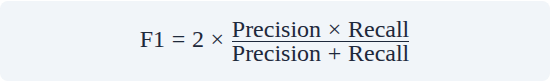 F1 = 2 × Precision × Recall
Precision + Recall